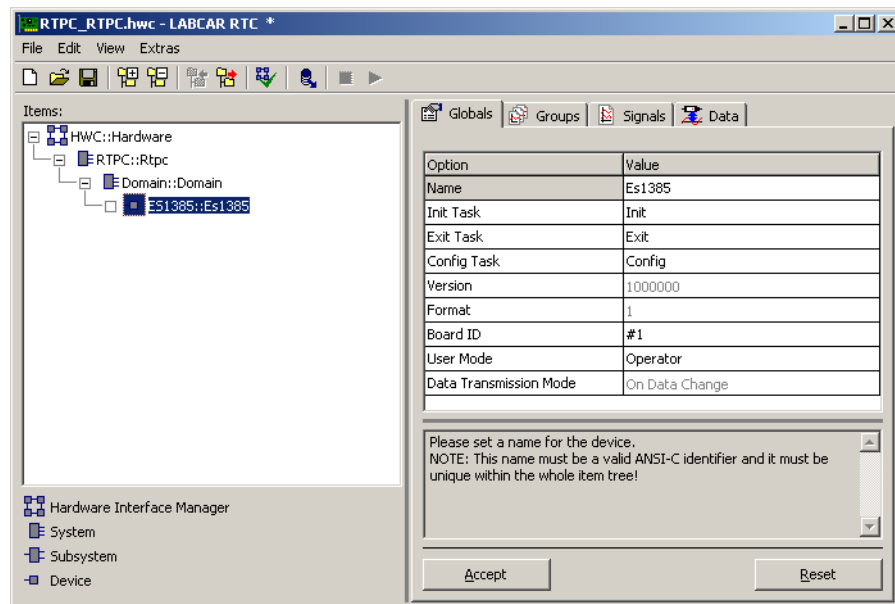 RTPC_RTPC.hwc - LABCAR RTC *
File Edit View Extras
Items:
HWC::Hardware
RTPC::Rtpc
Domain::Domain
ES1385::Es1385
Hardware Interface Manager
System
Subsystem
Device
Globals Groups Signals Data
Option Value
Name Es1385
Init Task Init
Exit Task Exit
Config Task Config
Version 1000000
Format 1
Board ID #1
User Mode Operator
Data Transmission Mode On Data Change
Please set a name for the device.
NOTE: This name must be a valid ANSI-C identifier and it must be
unique within the whole item tree!
Accept Reset